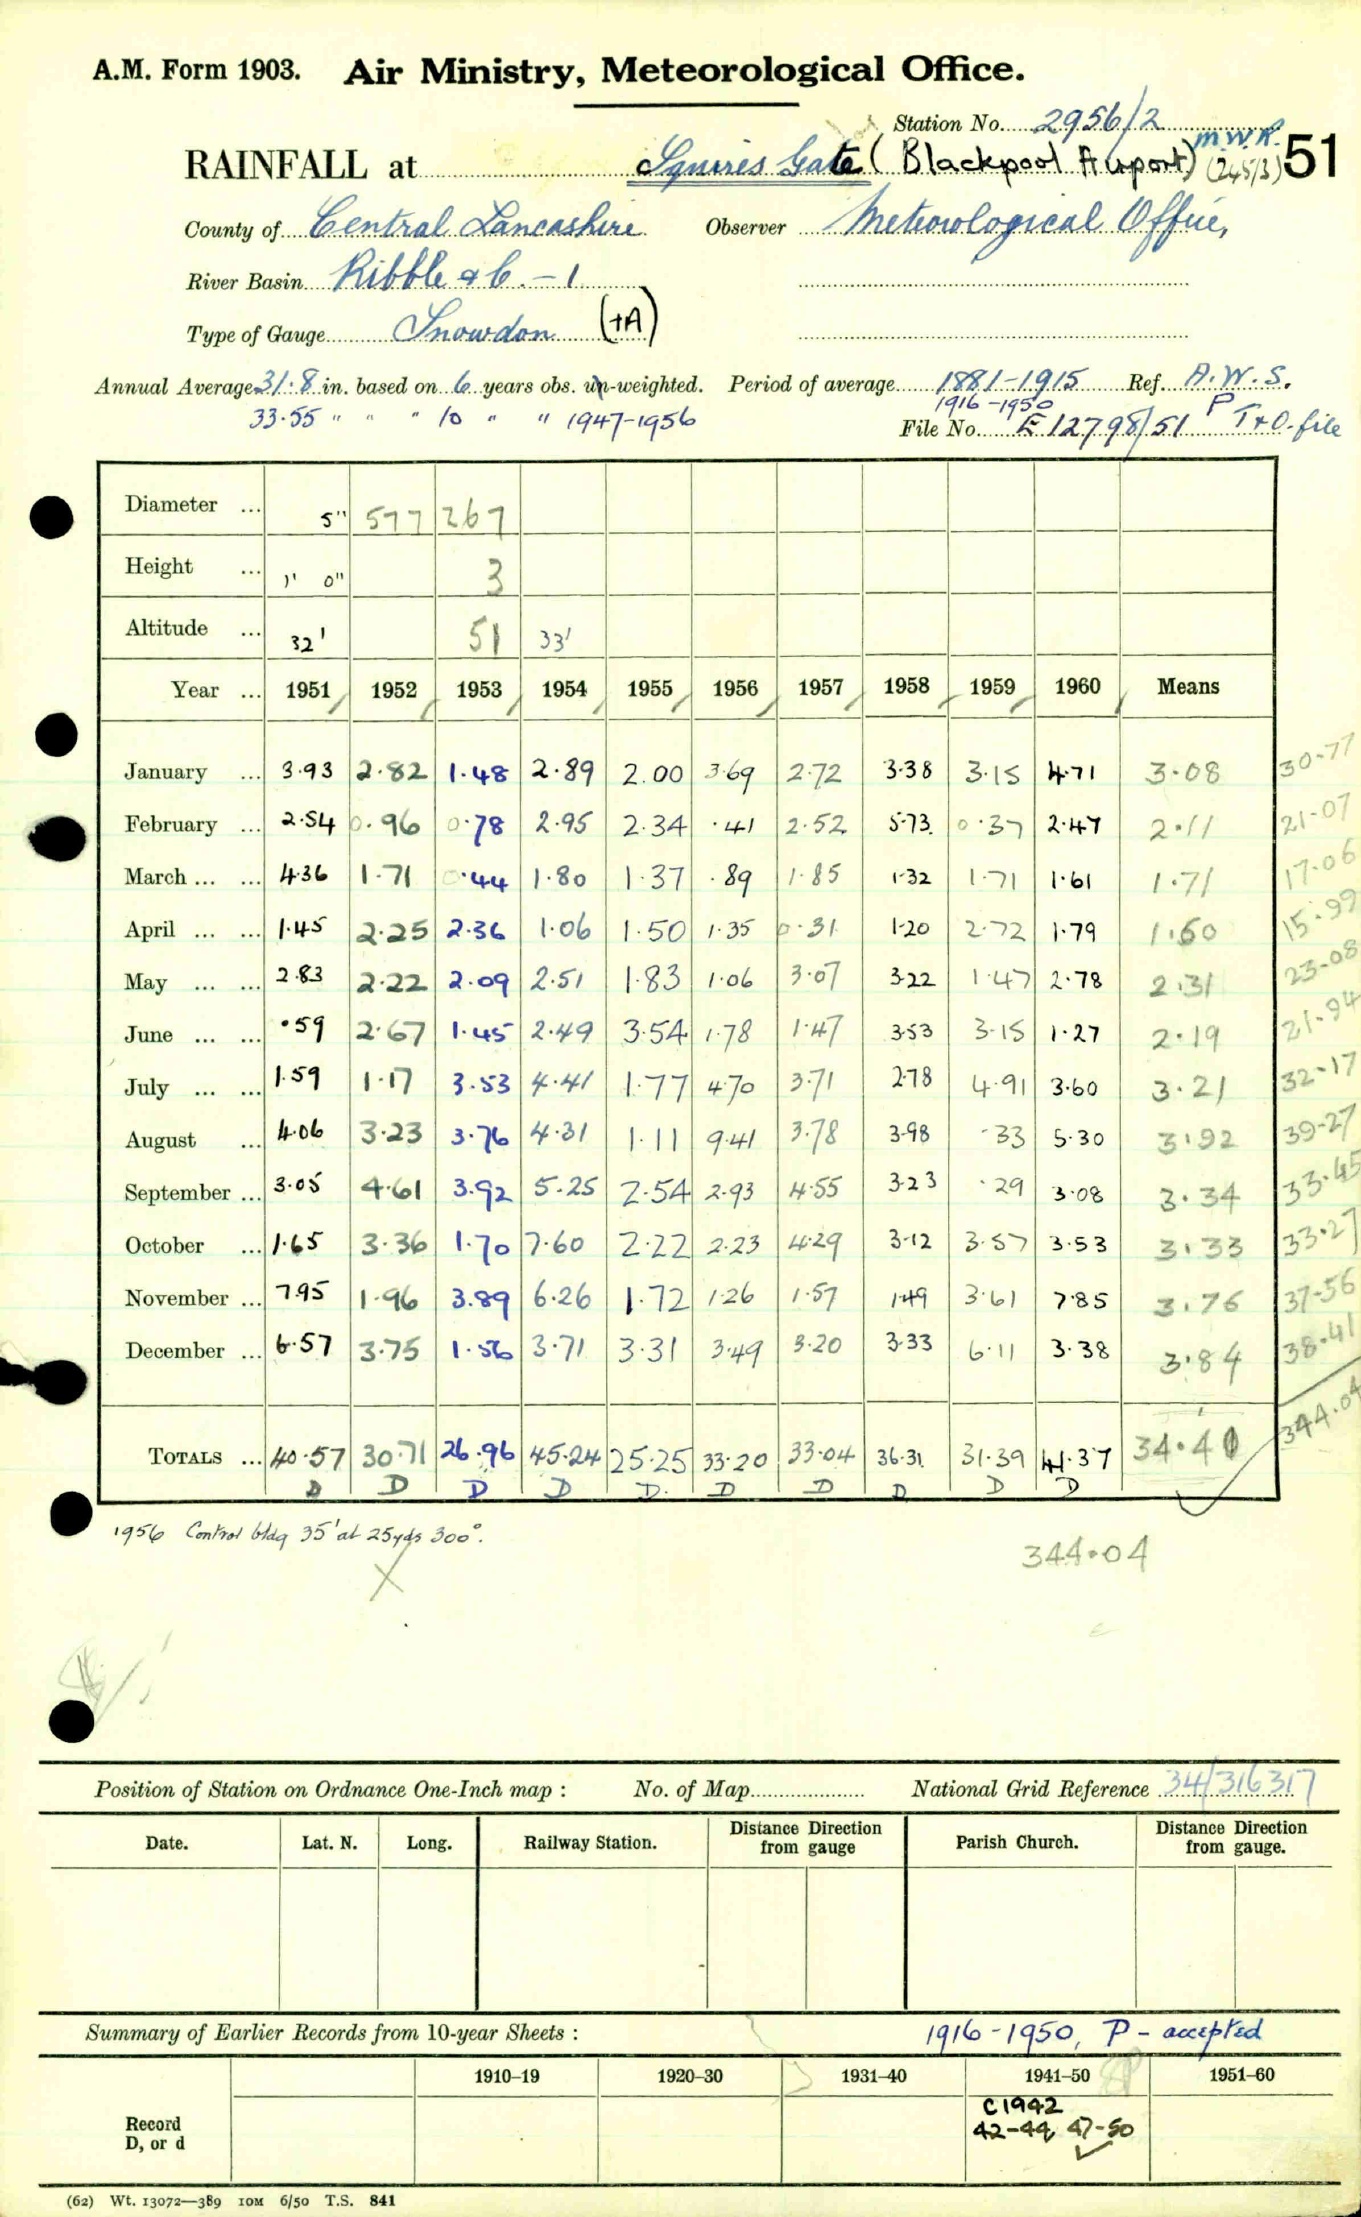 A.M. Form 1903. Air Ministry, Meteorological Office.
Station No. 2956/2
M.W.R.
RAINFALL at Squires Gate (Blackpool Airport) (245/3) 51
County of Central Lancashire Observer Meteorological Office,
River Basin Ribble &c. - 1
Type of Gauge Snowdon (+A)
Annual Average 31.8 in. based on 6 years obs. un-weighted. Period of average 1881-1915 Ref. A.W.S.
33.55 " " " 10 " " 1947-1956 1916-1950
File No. E 12798/51 P T+O. file
Diameter ... 5" 577 267
Height ... 1' 0" 3
Altitude ... 32' 51 33'
Year ... 1951 1952 1953 1954 1955 1956 1957 1958 1959 1960 Means
January ... 3.93 2.82 1.48 2.89 2.00 3.69 2.72 3.38 3.15 4.71 3.08 30-77
February ... 2.54 0.96 0.78 2.95 2.34 .41 2.52 5.73 0.37 2.47 2.11 21-07
March ... ... 4.36 1.71 0.44 1.80 1.37 .89 1.85 1.32 1.71 1.61 1.71 17-06
April ... ... 1.45 2.25 2.36 1.06 1.50 1.35 0.31 1.20 2.72 1.79 1.60 15-99
May ... ... 2.83 2.22 2.09 2.51 1.83 1.06 3.07 3.22 1.47 2.78 2.31 23-08
June ... ... .59 2.67 1.45 2.49 3.54 1.78 1.47 3.53 3.15 1.27 2.19 21-94
July ... ... 1.59 1.17 3.53 4.41 1.77 4.70 3.71 2.78 4.91 3.60 3.21 32-17
August ... 4.06 3.23 3.76 4.31 1.11 9.41 3.78 3.98 .33 5.30 3.92 39-27
September ... 3.05 4.61 3.92 5.25 2.54 2.93 4.55 3.23 .29 3.08 3.34 33.45
October ... 1.65 3.36 1.70 7.60 2.22 2.23 4.29 3.12 3.57 3.53 3.33 33.27
November ... 7.95 1.96 3.89 6.26 1.72 1.26 1.57 1.49 3.61 7.85 3.76 37-56
December ... 6.57 3.75 1.56 3.71 3.31 3.49 3.20 3.33 6.11 3.38 3.84 38.41
TOTALS ... 40.57 30.71 26.96 45.24 25.25 33.20 33.04 36.31 31.39 41.37 34.40 344.04
D D D D D. D D D D D
1956 Control bldg 35' at 25yds 300°.
344.04
Position of Station on Ordnance One-Inch map : No. of Map National Grid Reference 34/316317
Date. Lat. N. Long. Railway Station. Distance Direction from gauge Parish Church. Distance Direction from gauge.
Summary of Earlier Records from 10-year Sheets : 1916-1950, P - accepted
1910–19 1920–30 1931–40 1941–50 1951–60
Record
D, or d
C1942
42-44, 47-50
(62) Wt. 13072—389 10M 6/50 T.S. 841